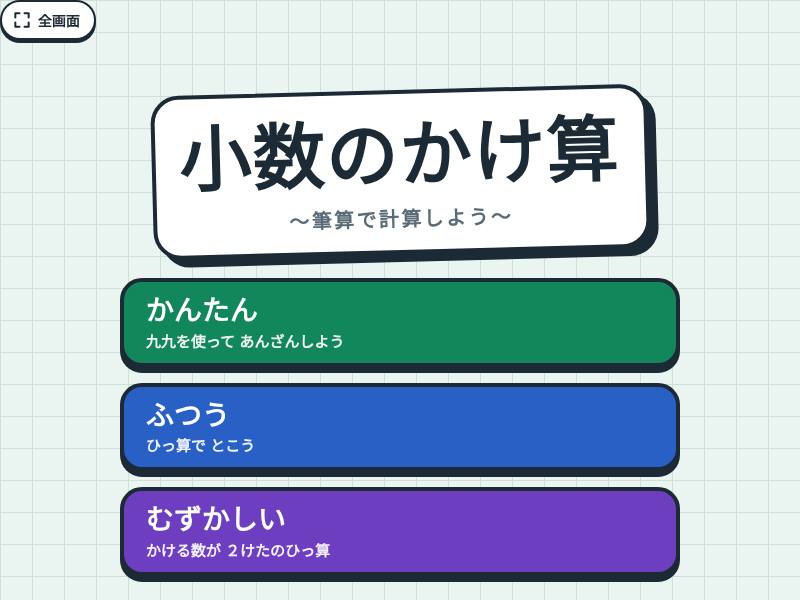 全画面
小数のかけ算
～筆算で計算しよう～
かんたん
九九を使って あんざんしよう
ふつう
ひっ算で とこう
むずかしい
かける数が ２けたのひっ算